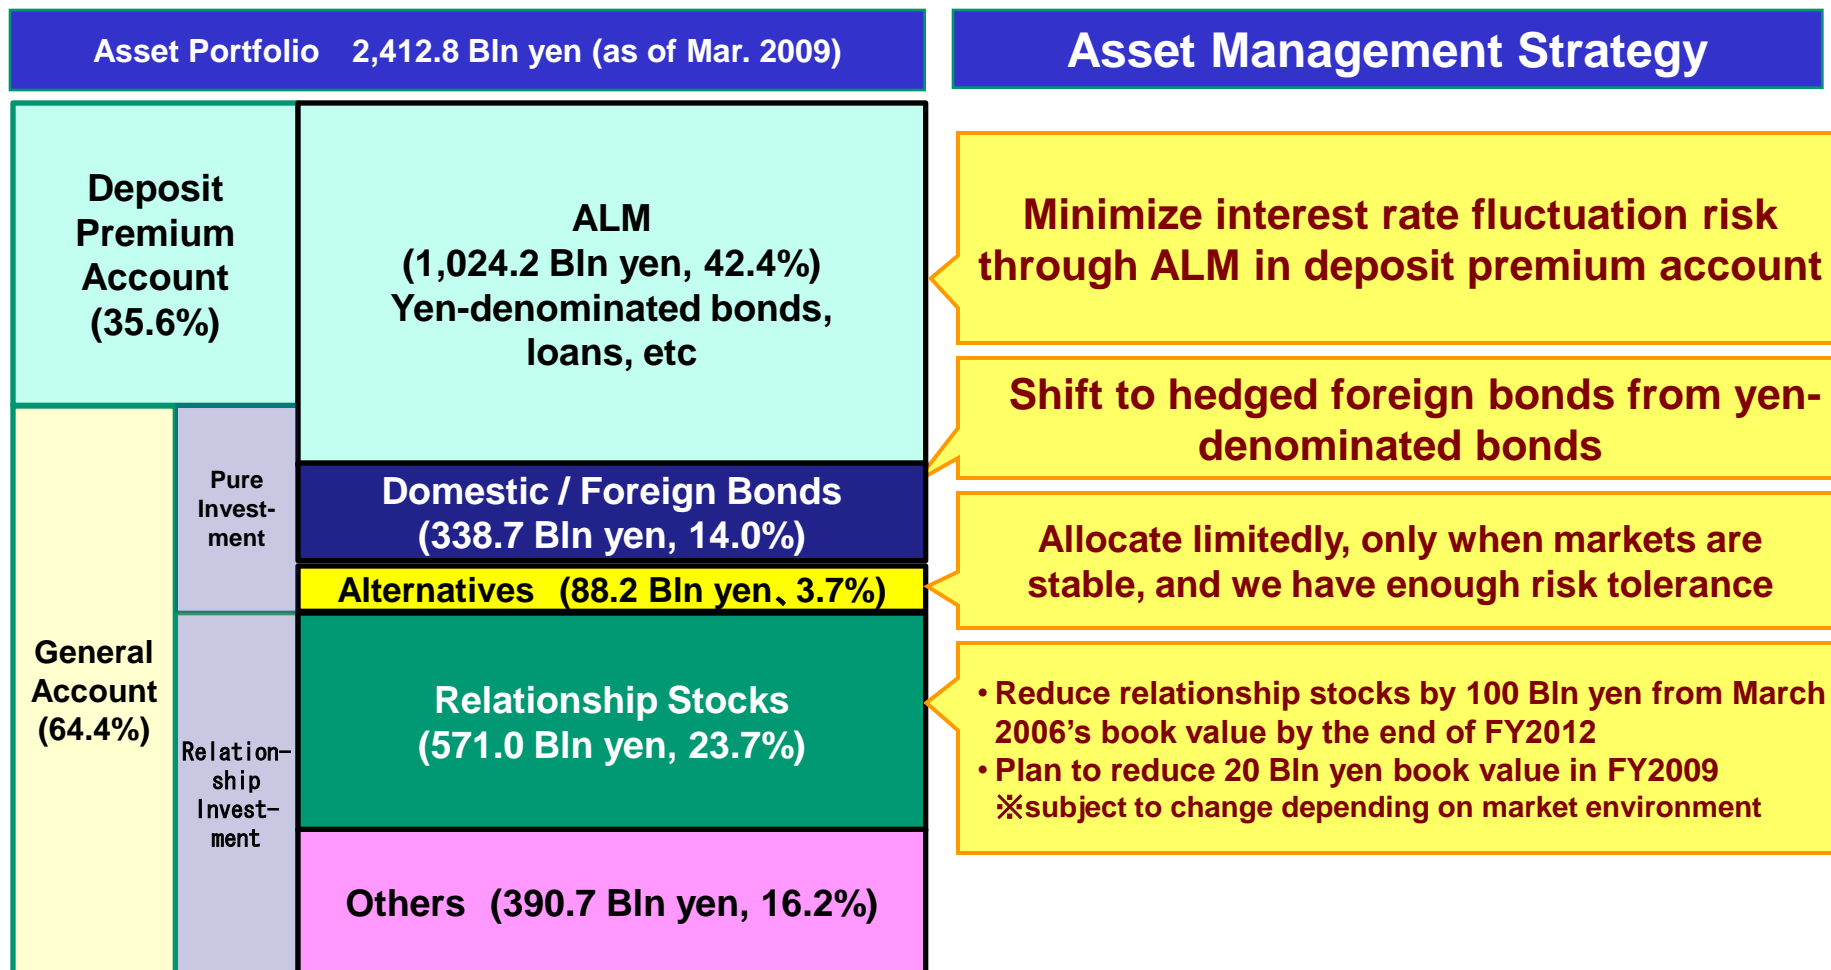 Asset Portfolio 2,412.8 Bln yen (as of Mar. 2009)
Asset Management Strategy
Deposit
Premium
Account
(35.6%)
General
Account
(64.4%)
Pure
Invest-
ment
Relation-
ship
Invest-
ment
ALM
(1,024.2 Bln yen, 42.4%)
Yen-denominated bonds,
loans, etc
Domestic / Foreign Bonds
(338.7 Bln yen, 14.0%)
Alternatives (88.2 Bln yen、3.7%)
Relationship Stocks
(571.0 Bln yen, 23.7%)
Others (390.7 Bln yen, 16.2%)
Minimize interest rate fluctuation risk
through ALM in deposit premium account
Shift to hedged foreign bonds from yen-
denominated bonds
Allocate limitedly, only when markets are
stable, and we have enough risk tolerance
• Reduce relationship stocks by 100 Bln yen from March
2006’s book value by the end of FY2012
• Plan to reduce 20 Bln yen book value in FY2009
※subject to change depending on market environment